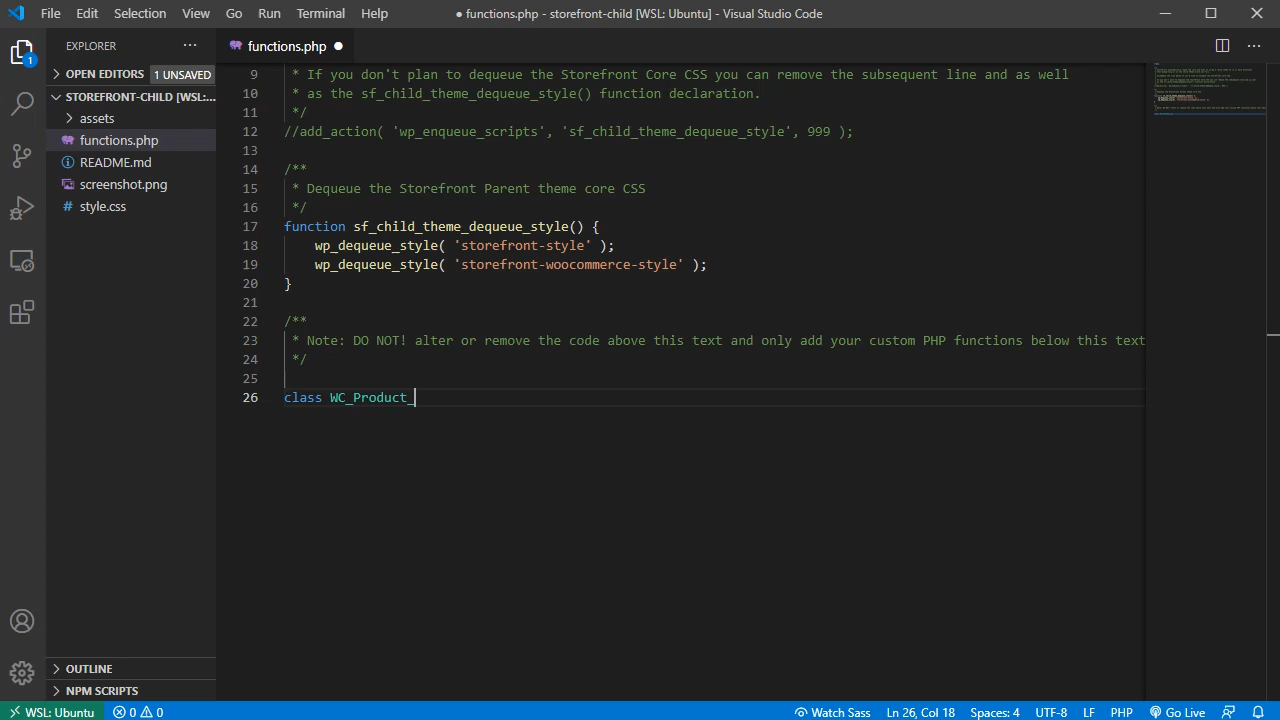 File Edit Selection View Go Run Terminal Help
● functions.php - storefront-child [WSL: Ubuntu] - Visual Studio Code
EXPLORER
OPEN EDITORS 1 UNSAVED
STOREFRONT-CHILD [WSL:...
assets
functions.php
README.md
screenshot.png
style.css
OUTLINE
NPM SCRIPTS
1
functions.php ●
9 * If you don't plan to dequeue the Storefront Core CSS you can remove the subsequent line and as well
10 * as the sf_child_theme_dequeue_style() function declaration.
11 */
12 //add_action( 'wp_enqueue_scripts', 'sf_child_theme_dequeue_style', 999 );
13
14 /**
15 * Dequeue the Storefront Parent theme core CSS
16 */
17 function sf_child_theme_dequeue_style() {
18 wp_dequeue_style( 'storefront-style' );
19 wp_dequeue_style( 'storefront-woocommerce-style' );
20 }
21
22 /**
23 * Note: DO NOT! alter or remove the code above this text and only add your custom PHP functions below this text
24 */
25
26 class WC_Product_
WSL: Ubuntu 0 0 Watch Sass Ln 26, Col 18 Spaces: 4 UTF-8 LF PHP Go Live